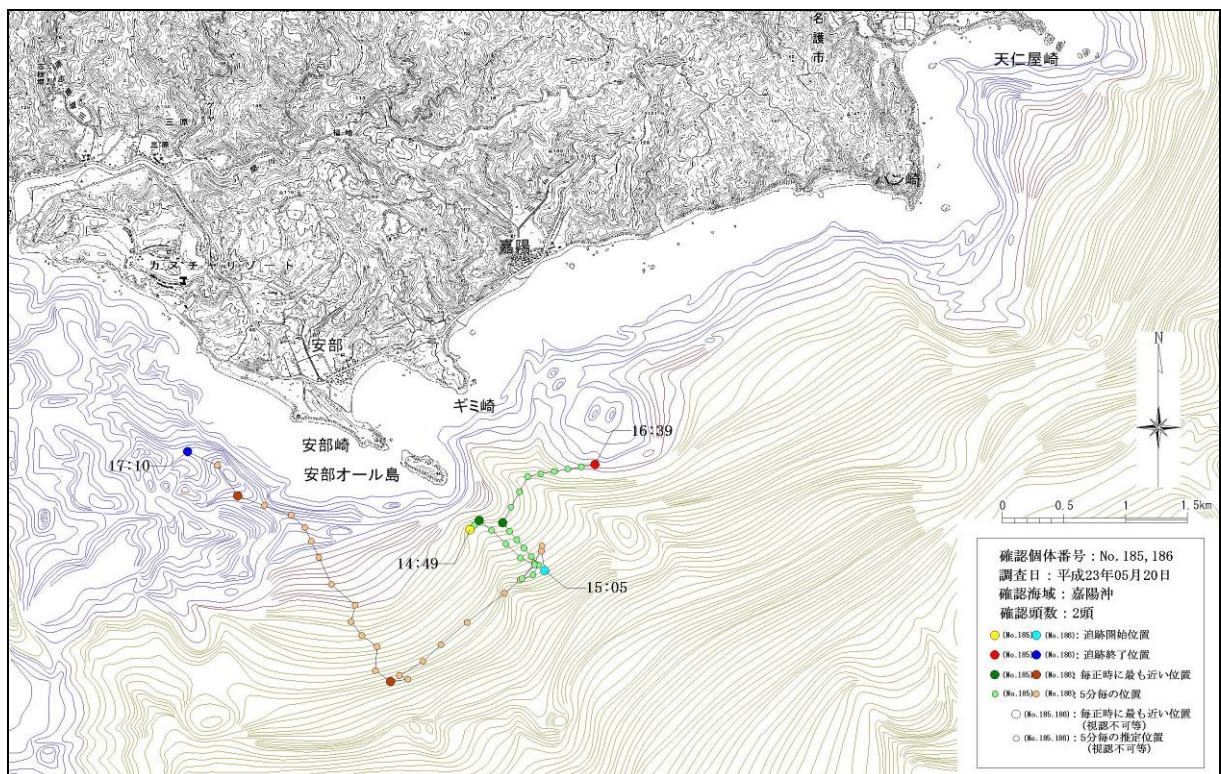 名護市
天仁屋崎
バン崎
三原
三原
福地
嘉陽
カヌチャリゾート
安部
ギミ崎
16:39
安部崎
17:10
安部オール島
N
14:49
15:05
0 0.5 1 1.5km
確認個体番号:No.185,186
調査日:平成23年05月20日
確認海域:嘉陽沖
確認頭数:2頭
(No.185) (No.186):追跡開始位置
(No.185) (No.186):追跡終了位置
(No.185) (No.186):毎正時に最も近い位置
(No.185) (No.186):5分毎の位置
(No.185.186):毎正時に最も近い位置
(視認不可等)
(No.185.186):5分毎の推定位置
(視認不可等)